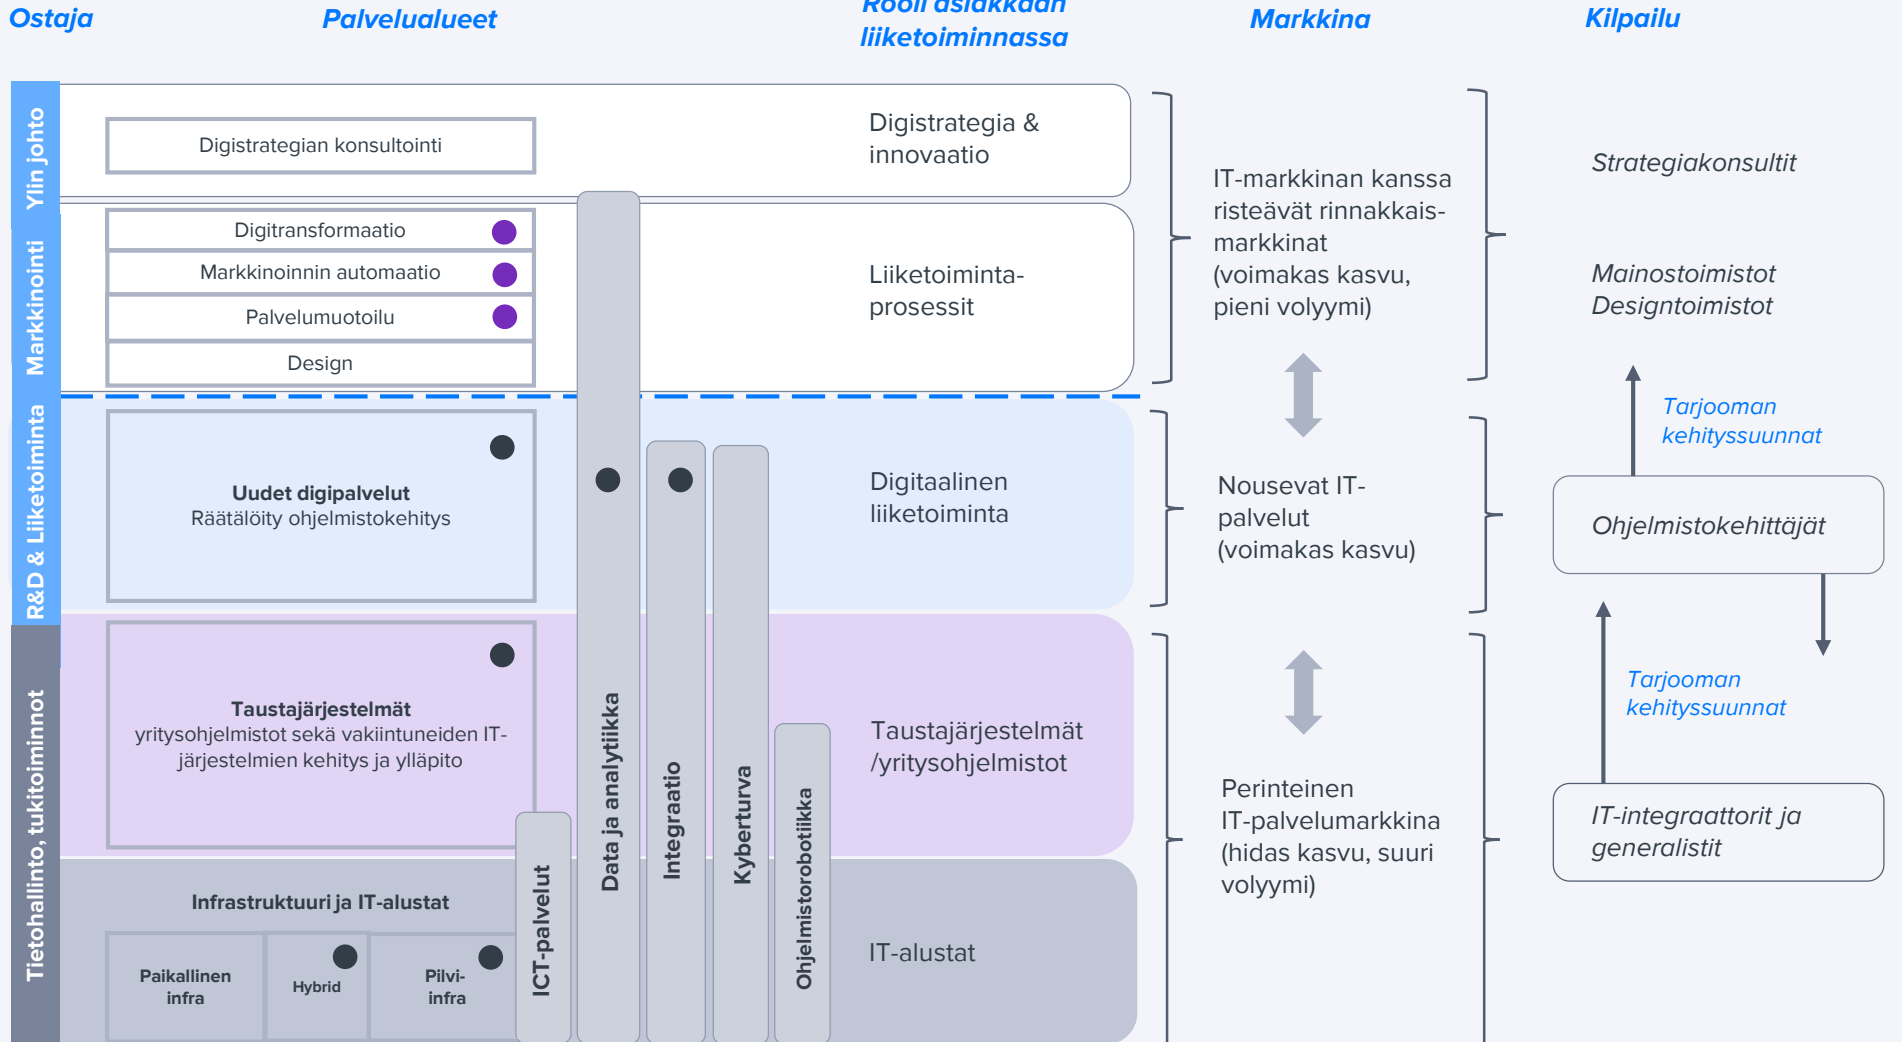 Ostaja
Palvelualueet
Rooli asiakkaan
liiketoiminnassa
Markkina
Kilpailu
Ylin johto
Digistrategian konsultointi
Digistrategia &
innovaatio
Markkinointi
Digitransformaatio
Markkinoinnin automaatio
Palvelumuotoilu
Design
Liiketoiminta-
prosessit
IT-markkinan kanssa
risteävät rinnakkais-
markkinat
(voimakas kasvu,
pieni volyymi)
Strategiakonsultit
Mainostoimistot
Designtoimistot
Tarjooman
kehityssuunnat
R&D & Liiketoiminta
Uudet digipalvelut
Räätälöity ohjelmistokehitys
Digitaalinen
liiketoiminta
Nousevat IT-
palvelut
(voimakas kasvu)
Ohjelmistokehittäjät
Tarjooman
kehityssuunnat
Tietohallinto, tukitoiminnot
Taustajärjestelmät
yritysohjelmistot sekä vakiintuneiden IT-
järjestelmien kehitys ja ylläpito
Taustajärjestelmät
/yritysohjelmistot
Perinteinen
IT-palvelumarkkina
(hidas kasvu, suuri
volyymi)
IT-integraattorit ja
generalistit
Infrastruktuuri ja IT-alustat
Paikallinen
infra
Hybrid
Pilvi-
infra
ICT-palvelut
Data ja analytiikka
Integraatio
Kyberturva
Ohjelmistorobotiikka
IT-alustat